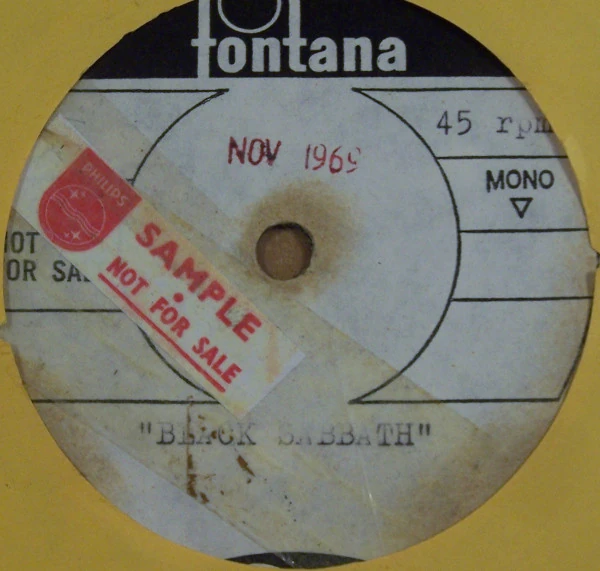 fontana
45 rpm
NOV 1969
MONO
PHILIPS
SAMPLE
NOT FOR SALE
OT
OR SA
"BLACK SABBATH"